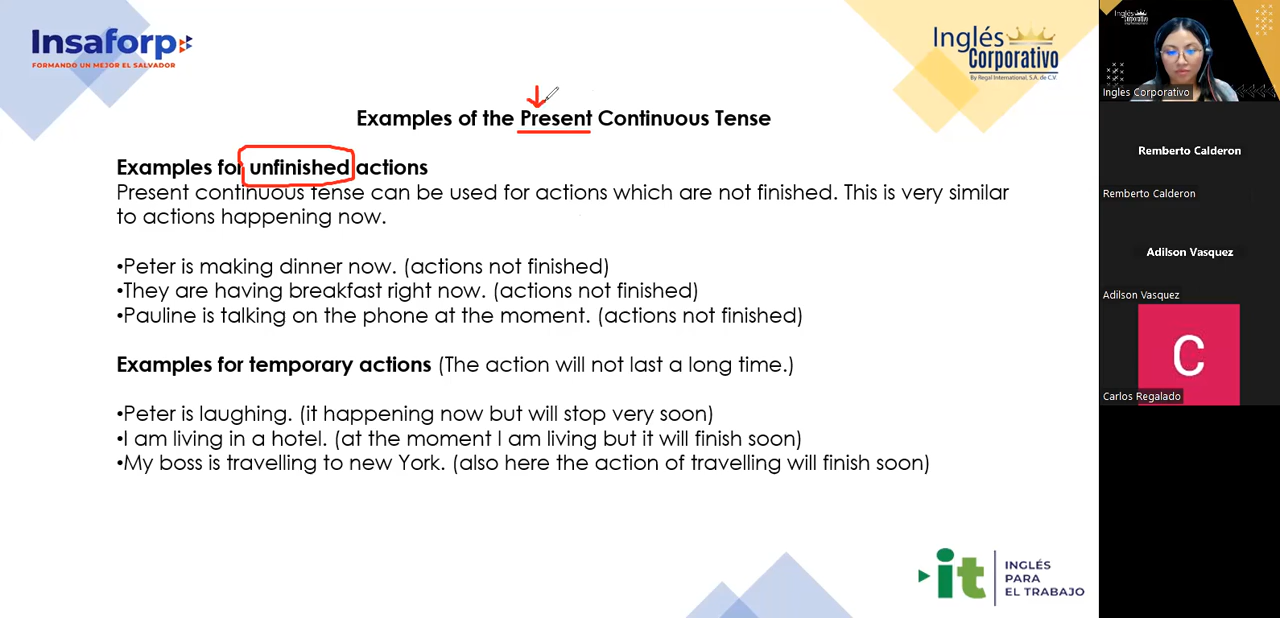 Insaforp
FORMANDO UN MEJOR EL SALVADOR
Inglés
Corporativo
By Regal International, S.A. de C.V.
Examples of the Present Continuous Tense
Examples for unfinished actions
Present continuous tense can be used for actions which are not finished. This is very similar
to actions happening now.
•Peter is making dinner now. (actions not finished)
•They are having breakfast right now. (actions not finished)
•Pauline is talking on the phone at the moment. (actions not finished)
Examples for temporary actions (The action will not last a long time.)
•Peter is laughing. (it happening now but will stop very soon)
•I am living in a hotel. (at the moment I am living but it will finish soon)
•My boss is travelling to new York. (also here the action of travelling will finish soon)
it
INGLÉS
PARA
EL TRABAJO
Inglés
Corporativo
Ingles Corporativo
Remberto Calderon
Remberto Calderon
Adilson Vasquez
Adilson Vasquez
C
Carlos Regalado